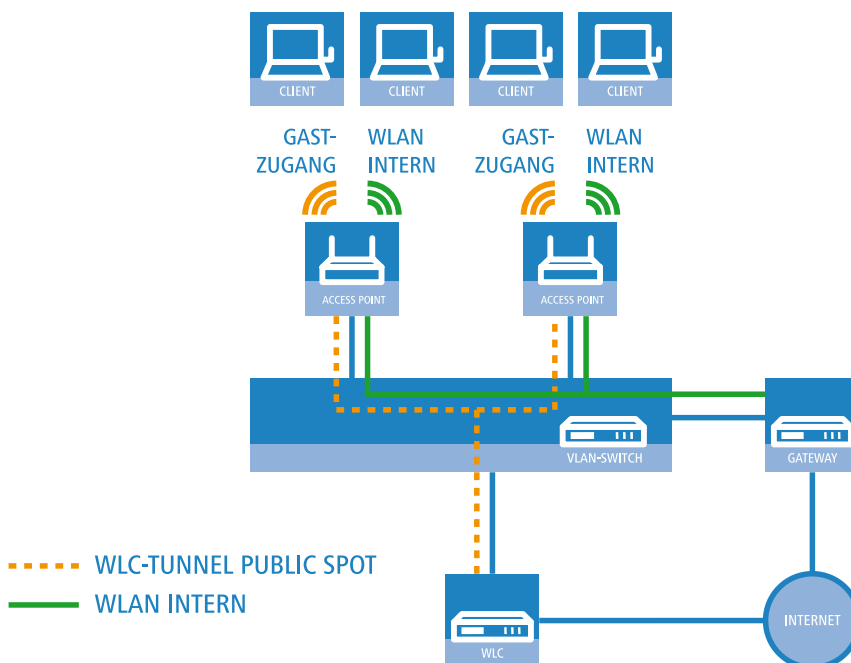 CLIENT
CLIENT
CLIENT
CLIENT
GAST-
ZUGANG
WLAN
INTERN
GAST-
ZUGANG
WLAN
INTERN
ACCESS POINT
ACCESS POINT
VLAN-SWITCH
GATEWAY
WLC-TUNNEL PUBLIC SPOT
WLAN INTERN
WLC
INTERNET